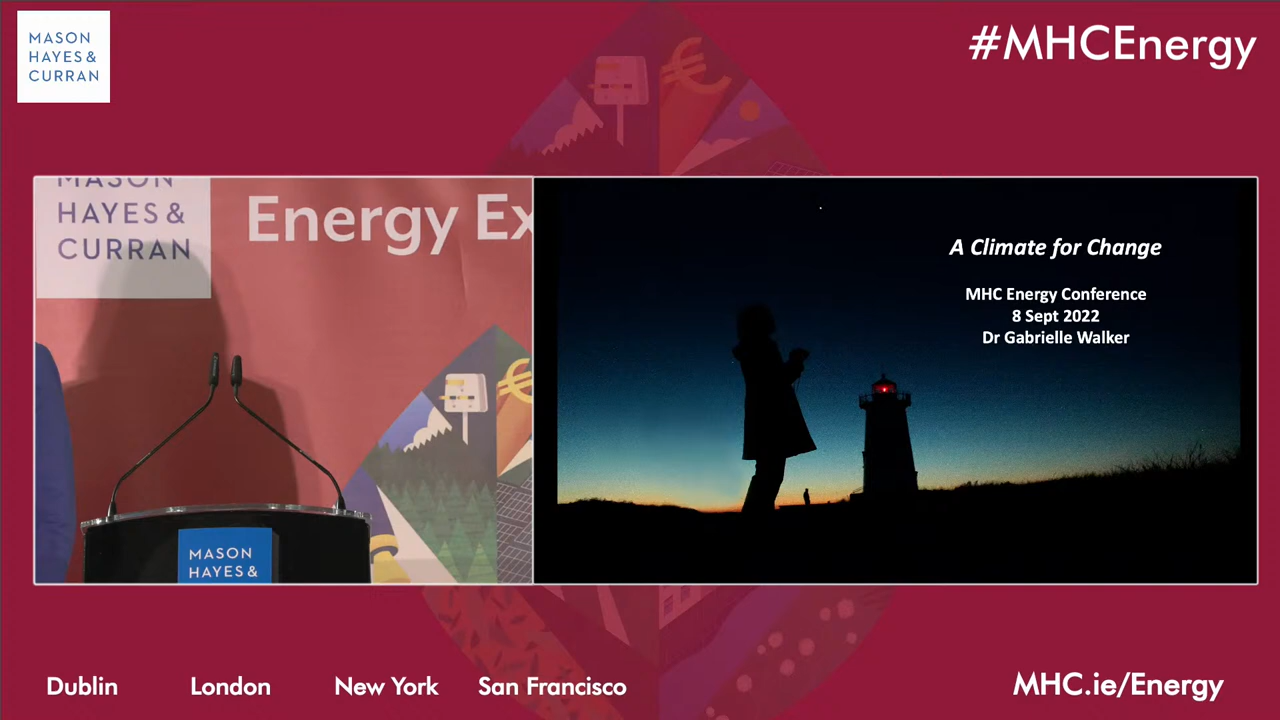 MASON
HAYES &
CURRAN
#MHCEnergy
MASON
HAYES &
CURRAN
Energy Ex
A Climate for Change
MHC Energy Conference
8 Sept 2022
Dr Gabrielle Walker
MASON
HAYES &
Dublin
London
New York
San Francisco
MHC.ie/Energy